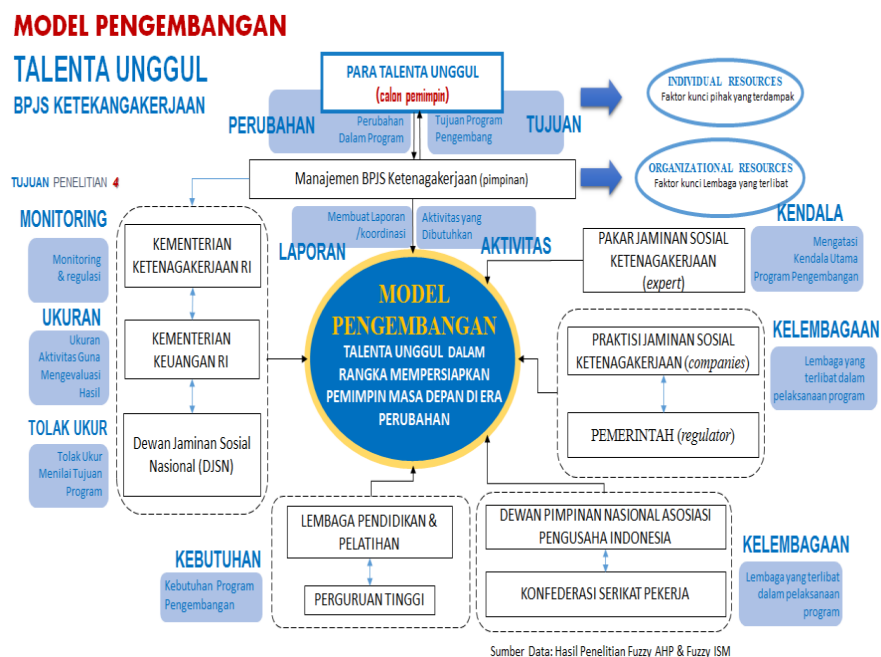 MODEL PENGEMBANGAN
TALENTA UNGGUL
BPJS KETEKANGAKERJAAN
TUJUAN PENELITIAN 4
PARA TALENTA UNGGUL
(calon pemimpin)
PERUBAHAN
Perubahan
Dalam Program
Tujuan Program
Pengembang
TUJUAN
INDIVIDUAL RESOURCES
Faktor kunci pihak yang terdampak
Manajemen BPJS Ketenagakerjaan (pimpinan)
ORGANIZATIONAL RESOURCES
Faktor kunci Lembaga yang terlibat
LAPORAN
Membuat Laporan
/koordinasi
Aktivitas yang
Dibutuhkan
AKTIVITAS
MONITORING
Monitoring
& regulasi
UKURAN
Ukuran
Aktivitas Guna
Mengevaluasi
Hasil
TOLAK UKUR
Tolak Ukur
Menilai Tujuan
Program
KEMENTERIAN
KETENAGAKERJAAN RI
KEMENTERIAN
KEUANGAN RI
Dewan Jaminan Sosial
Nasional (DJSN)
MODEL
PENGEMBANGAN
TALENTA UNGGUL DALAM
RANGKA MEMPERSIAPKAN
PEMIMPIN MASA DEPAN DI ERA
PERUBAHAN
KENDALA
Mengatasi
Kendala Utama
Program Pengembangan
PAKAR JAMINAN SOSIAL
KETENAGAKERJAAN
(expert)
KELEMBAGAAN
Lembaga yang
terlibat dalam
pelaksanaan program
PRAKTISI JAMINAN SOSIAL
KETENAGAKERJAAN (companies)
PEMERINTAH (regulator)
KEBUTUHAN
Kebutuhan Program
Pengembangan
LEMBAGA PENDIDIKAN &
PELATIHAN
PERGURUAN TINGGI
DEWAN PIMPINAN NASIONAL ASOSIASI
PENGUSAHA INDONESIA
KONFEDERASI SERIKAT PEKERJA
KELEMBAGAAN
Lembaga yang terlibat
dalam pelaksanaan
program
Sumber Data: Hasil Penelitian Fuzzy AHP & Fuzzy ISM